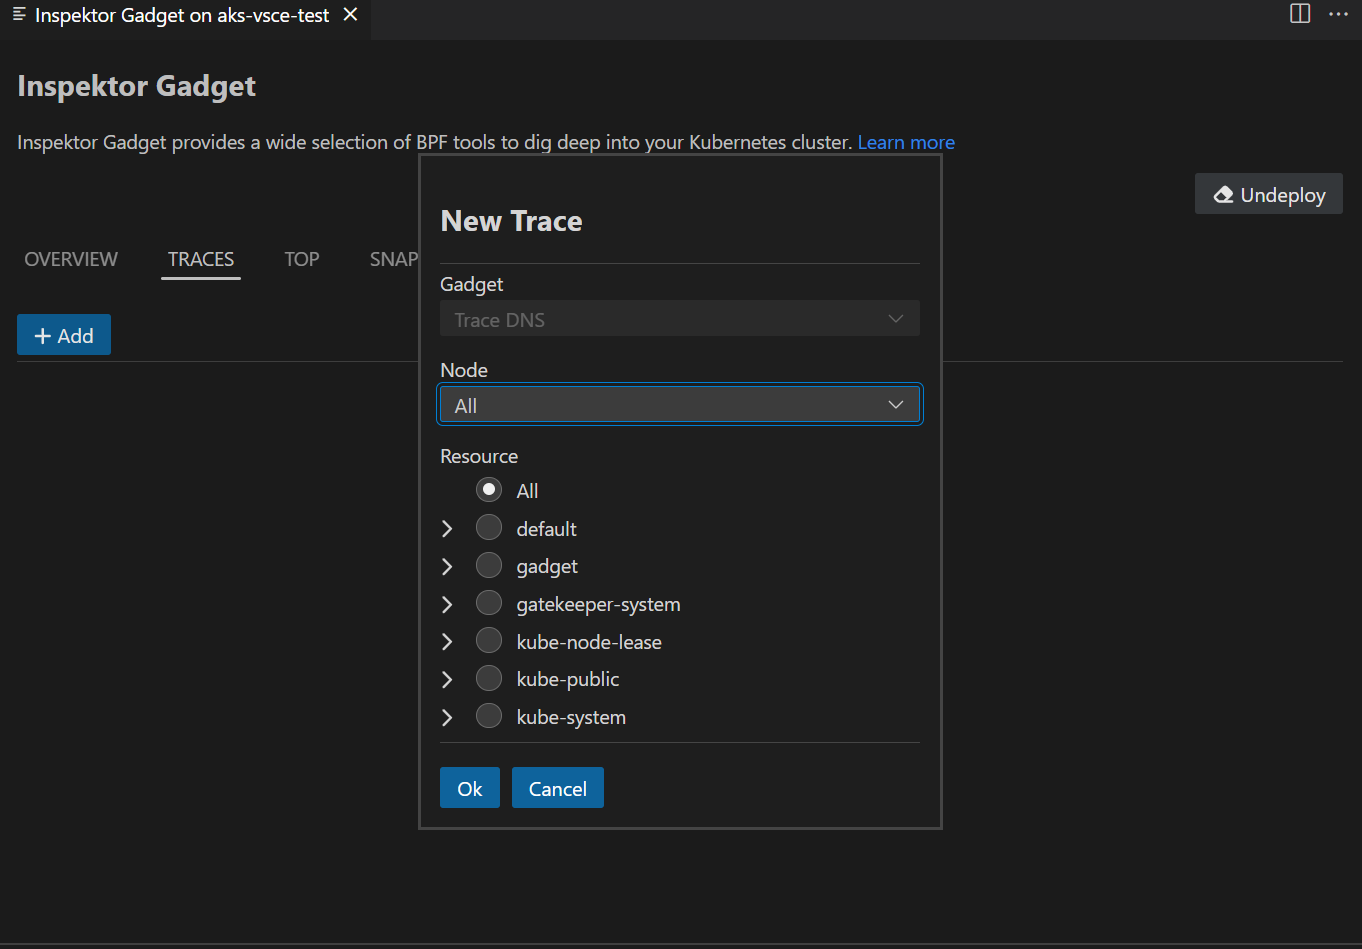 Inspektor Gadget on aks-vsce-test
Inspektor Gadget
Inspektor Gadget provides a wide selection of BPF tools to dig deep into your Kubernetes cluster. Learn more
Undeploy
OVERVIEW TRACES TOP SNAP
Add
New Trace
Gadget
Trace DNS
Node
All
Resource
All
default
gadget
gatekeeper-system
kube-node-lease
kube-public
kube-system
Ok Cancel